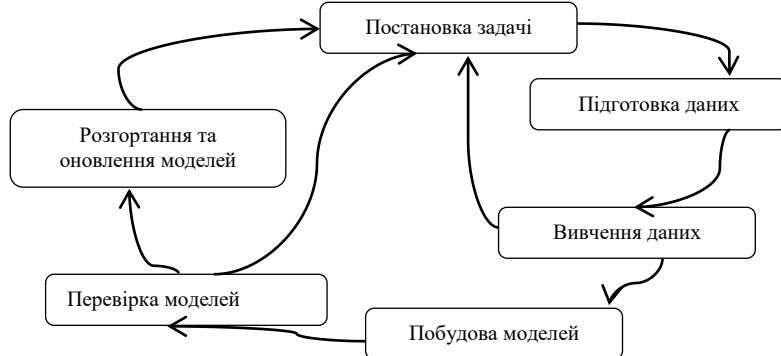 Постановка задачі
Підготовка даних
Вивчення даних
Побудова моделей
Перевірка моделей
Розгортання та
оновлення моделей